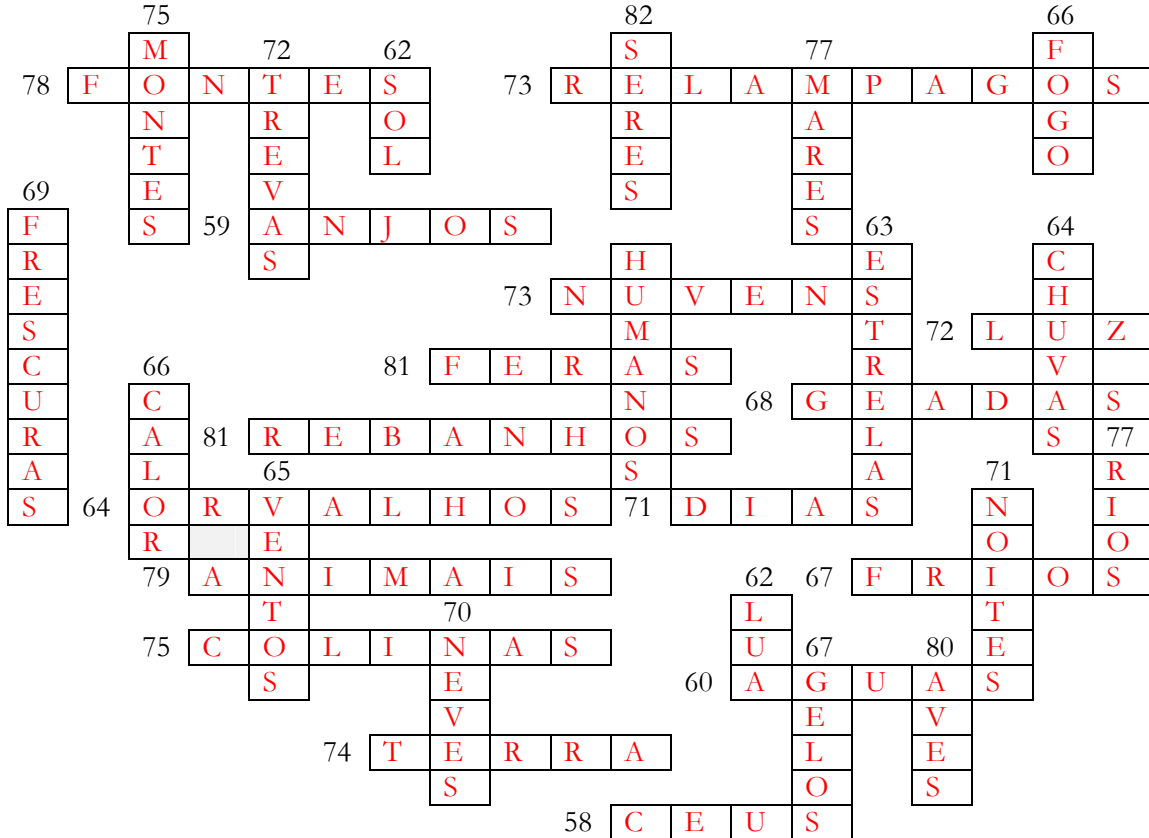 75 82 66
M 72 62 S 77 F
78 F O N T E S 73 R E L A M P A G O S
N R O R A G
T E L E R O
69 E V S E
F S 59 A N J O S S 63 64
R S H E C
E 73 N U V E N S H
S M T 72 L U Z
C 66 81 F E R A S R V
U C N 68 G E A D A S
R A 81 R E B A N H O S L S 77
A L 65 S A 71 R
S 64 O R V A L H O S 71 D I A S N I
R E O O
79 A N I M A I S 62 67 F R I O S
T 70 L T
75 C O L I N A S U 67 80 E
S E 60 A G U A S
V E V
74 T E R R A L E
S O S
58 C E U S